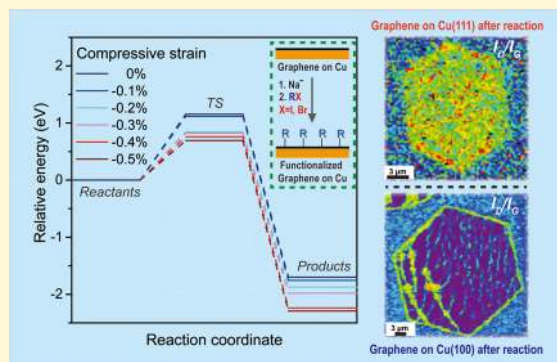 Graphene on Cu(111) after reaction
Compressive strain
0%
-0.1%
-0.2%
-0.3%
-0.4%
-0.5%
TS
Graphene on Cu
1. Na⁻
2. RX
X=I, Br
R R R R
Functionalized
Graphene on Cu
I_D/I_G
3 µm
Relative energy (eV)
2
1
0
-1
-2
Reactants
Products
Reaction coordinate
I_D/I_G
3 µm
Graphene on Cu(100) after reaction